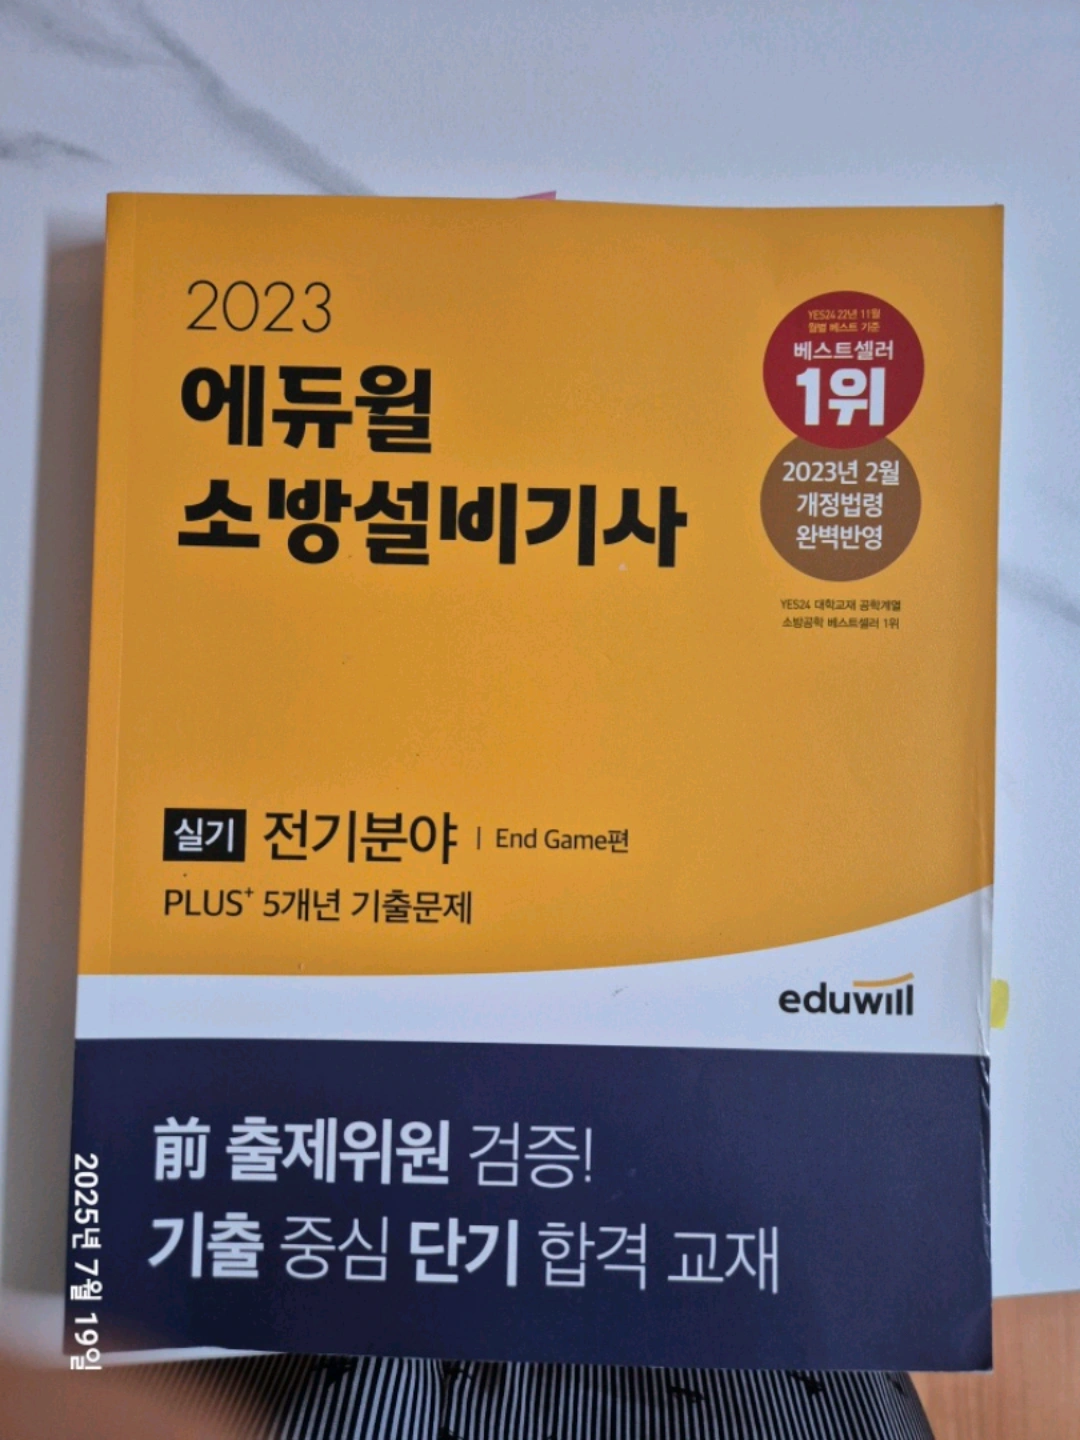 2023
에듀윌
소방설비기사
YES24 22년 11월
월별 베스트 기준
베스트셀러
1위
2023년 2월
개정법령
완벽반영
YES24 대학교재 공학계열
소방공학 베스트셀러 1위
실기 전기분야 | End Game편
PLUS+ 5개년 기출문제
eduwill
前 출제위원 검증!
기출 중심 단기 합격 교재
2025년 7월 19일